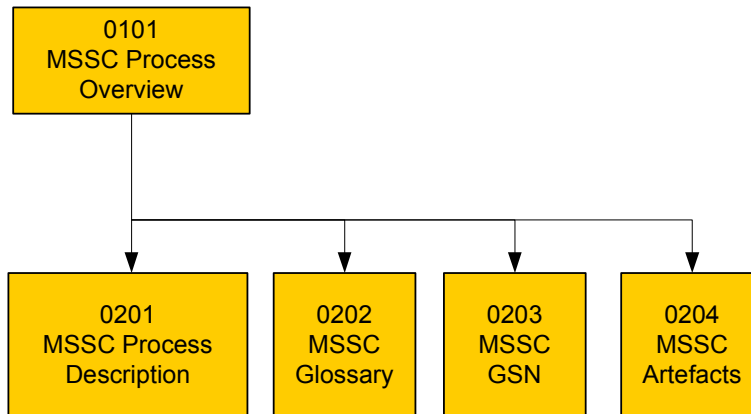 0101
MSSC Process
Overview
0201
MSSC Process
Description
0202
MSSC
Glossary
0203
MSSC
GSN
0204
MSSC
Artefacts